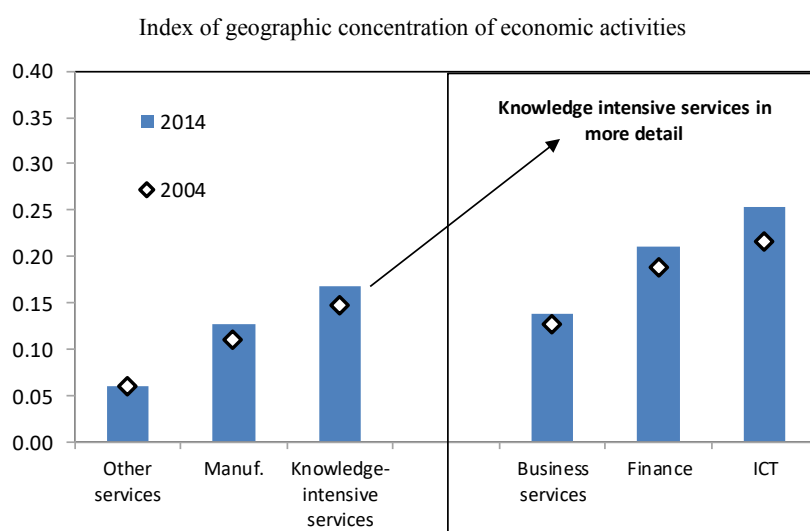 Index of geographic concentration of economic activities
0.40
0.35
0.30
0.25
0.20
0.15
0.10
0.05
0.00
2014
2004
Knowledge intensive services in
more detail
Other
services
Manuf.
Knowledge-
intensive
services
Business
services
Finance
ICT